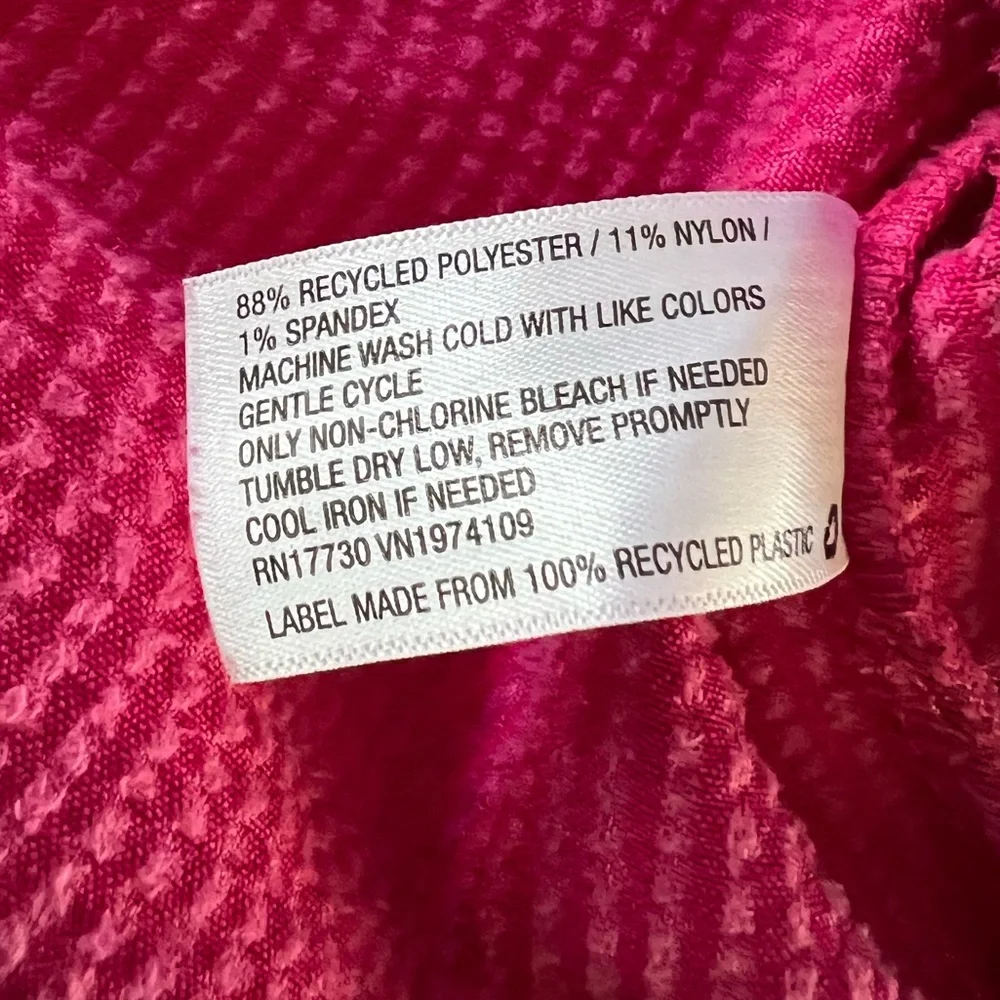 88% RECYCLED POLYESTER / 11% NYLON /
1% SPANDEX
MACHINE WASH COLD WITH LIKE COLORS
GENTLE CYCLE
ONLY NON-CHLORINE BLEACH IF NEEDED
TUMBLE DRY LOW, REMOVE PROMPTLY
COOL IRON IF NEEDED
RN17730 VN1974109
LABEL MADE FROM 100% RECYCLED PLASTIC